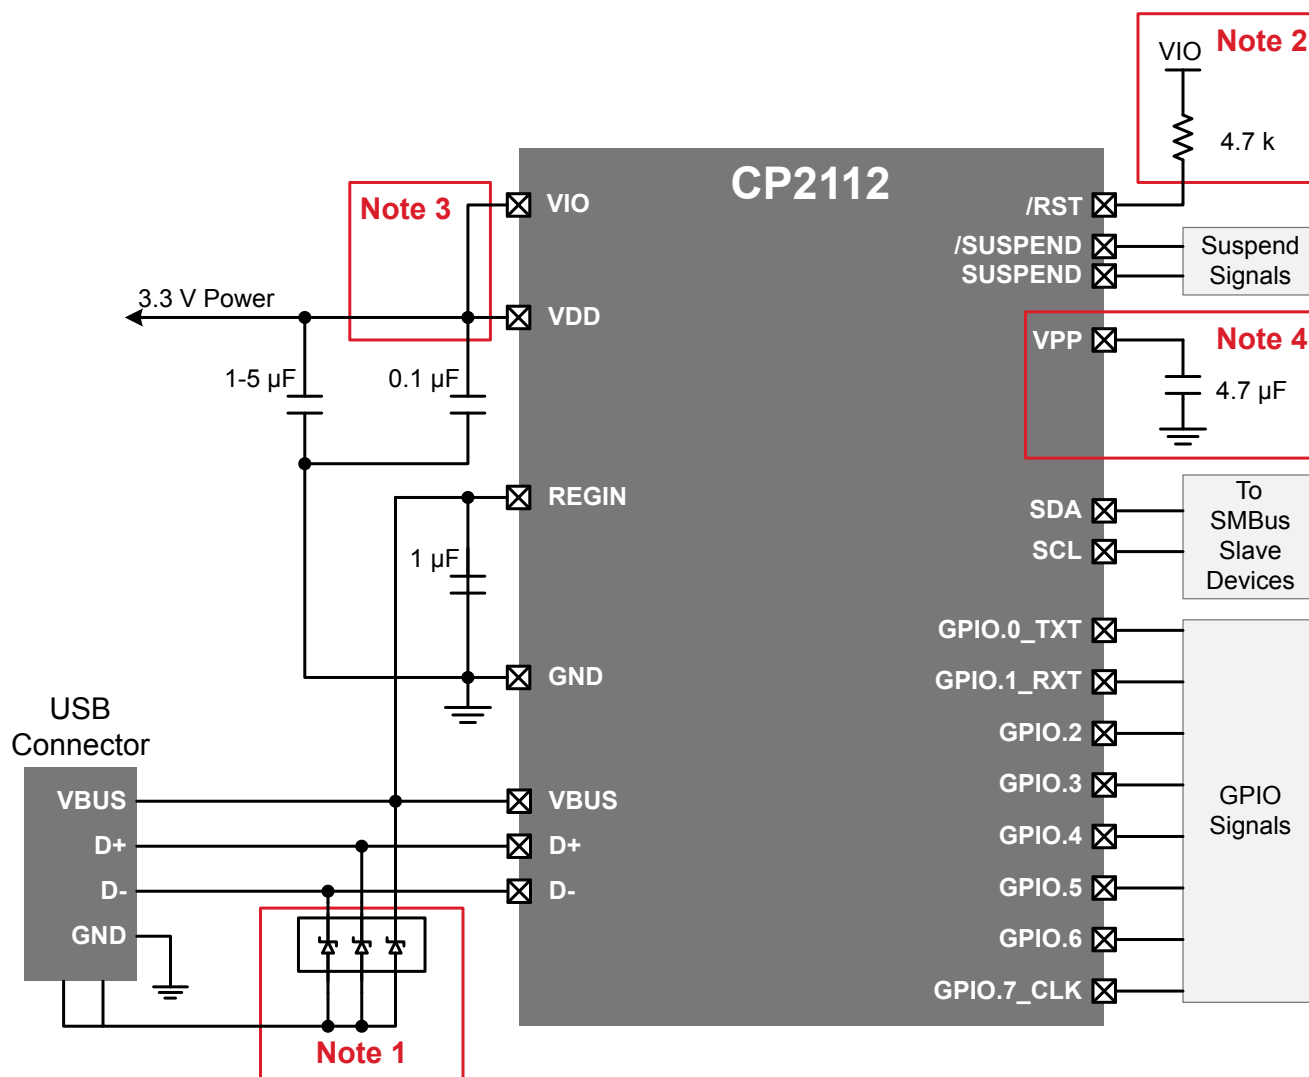 Note 2
VIO
4.7 k
CP2112
Note 3
VIO
/RST
/SUSPEND
SUSPEND
Suspend
Signals
3.3 V Power
VDD
VPP
Note 4
4.7 µF
1-5 µF
0.1 µF
REGIN
SDA
SCL
To
SMBus
Slave
Devices
1 µF
GPIO.0_TXT
GPIO.1_RXT
GND
USB
Connector
GPIO.2
GPIO.3
VBUS
VBUS
GPIO
Signals
D+
D+
GPIO.4
D-
D-
GPIO.5
GND
GPIO.6
GPIO.7_CLK
Note 1